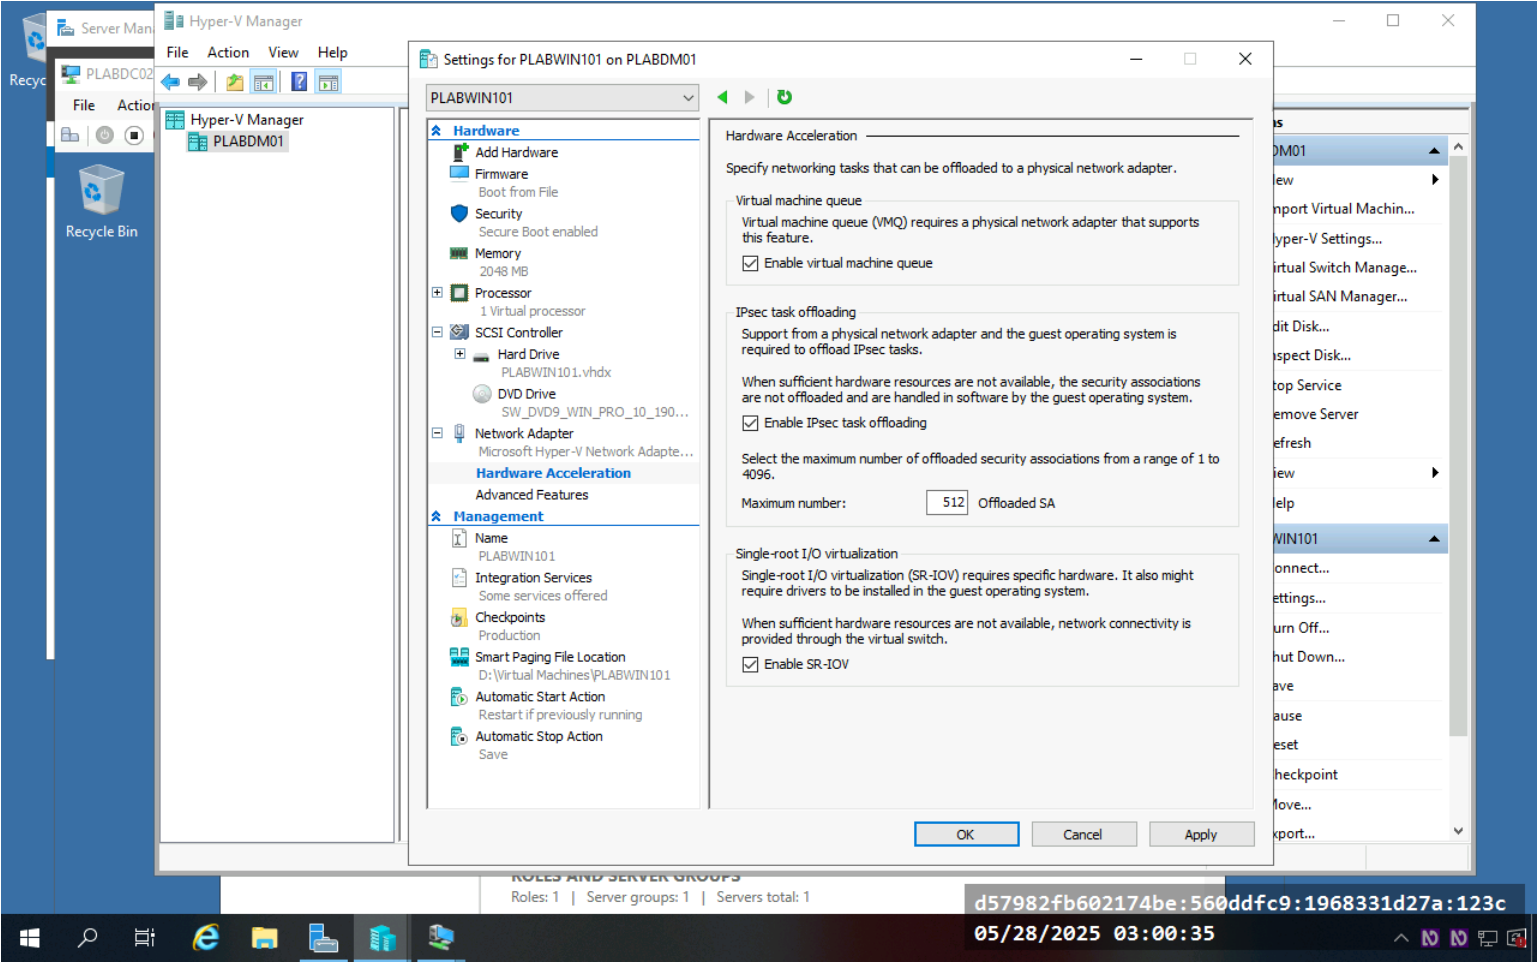 Recyc
Server Man
Hyper-V Manager
File Action View Help
PLABDC02
File Action
Recycle Bin
Hyper-V Manager
PLABDM01
Settings for PLABWIN101 on PLABDM01
PLABWIN101
Hardware
Add Hardware
Firmware
Boot from File
Security
Secure Boot enabled
Memory
2048 MB
Processor
1 Virtual processor
SCSI Controller
Hard Drive
PLABWIN101.vhdx
DVD Drive
SW_DVD9_WIN_PRO_10_190...
Network Adapter
Microsoft Hyper-V Network Adapte...
Hardware Acceleration
Advanced Features
Management
Name
PLABWIN101
Integration Services
Some services offered
Checkpoints
Production
Smart Paging File Location
D:\Virtual Machines\PLABWIN101
Automatic Start Action
Restart if previously running
Automatic Stop Action
Save
Hardware Acceleration
Specify networking tasks that can be offloaded to a physical network adapter.
Virtual machine queue
Virtual machine queue (VMQ) requires a physical network adapter that supports
this feature.
Enable virtual machine queue
IPsec task offloading
Support from a physical network adapter and the guest operating system is
required to offload IPsec tasks.
When sufficient hardware resources are not available, the security associations
are not offloaded and are handled in software by the guest operating system.
Enable IPsec task offloading
Select the maximum number of offloaded security associations from a range of 1 to
4096.
Maximum number: 512 Offloaded SA
Single-root I/O virtualization
Single-root I/O virtualization (SR-IOV) requires specific hardware. It also might
require drivers to be installed in the guest operating system.
When sufficient hardware resources are not available, network connectivity is
provided through the virtual switch.
Enable SR-IOV
OK Cancel Apply
ns
DM01
lew
mport Virtual Machin...
lyper-V Settings...
irtual Switch Manage...
irtual SAN Manager...
dit Disk...
nspect Disk...
top Service
emove Server
efresh
iew
lelp
WIN101
onnect...
ettings...
urn Off...
hut Down...
ave
ause
eset
heckpoint
love...
xport...
ROLES AND SERVER GROUPS
Roles: 1 | Server groups: 1 | Servers total: 1
d57982fb602174be:560ddfc9:1968331d27a:123c
05/28/2025 03:00:35